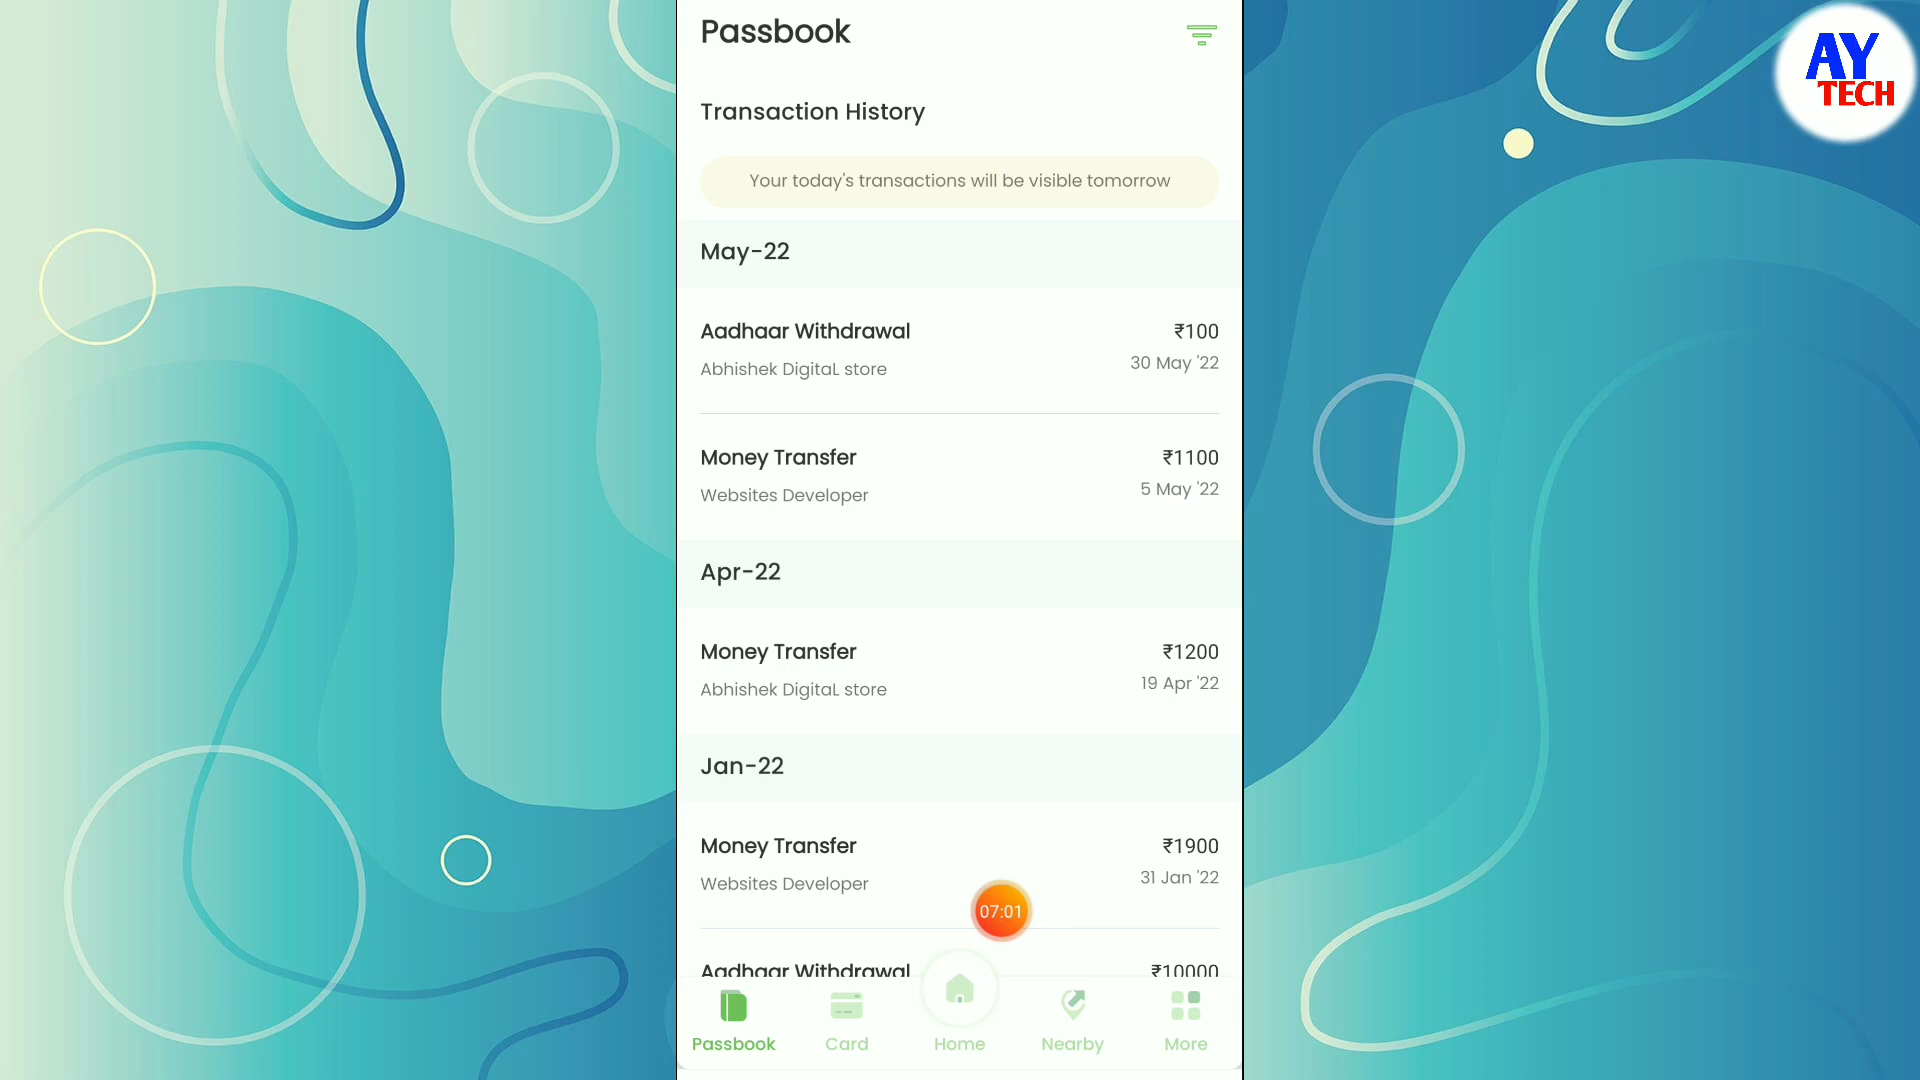 Passbook
AY
TECH
Transaction History
Your today's transactions will be visible tomorrow
May-22
Aadhaar Withdrawal ₹100
Abhishek DigitaL store 30 May '22
Money Transfer ₹1100
Websites Developer 5 May '22
Apr-22
Money Transfer ₹1200
Abhishek DigitaL store 19 Apr '22
Jan-22
Money Transfer ₹1900
Websites Developer 31 Jan '22
07:01
Aadhaar Withdrawal ₹10000
Passbook Card Home Nearby More